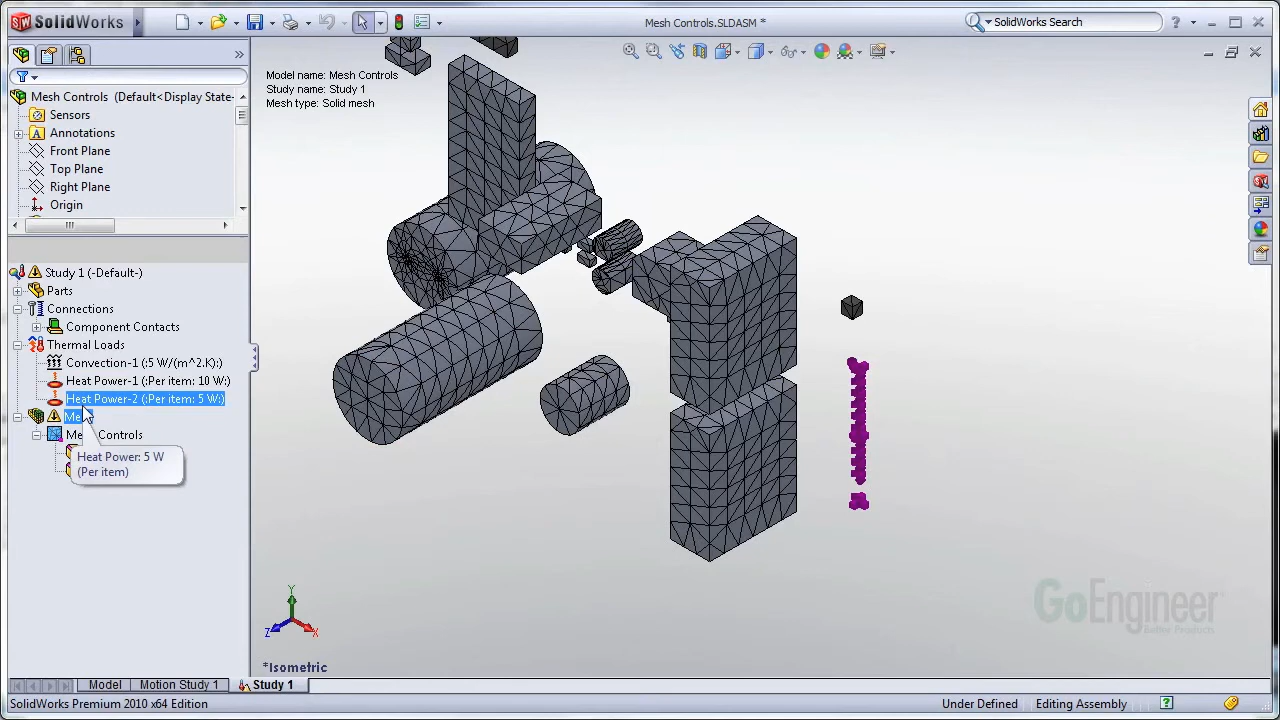 SolidWorks
Mesh Controls.SLDASM *
SolidWorks Search
Mesh Controls (Default<Display State-
Sensors
Annotations
Front Plane
Top Plane
Right Plane
Origin
Model name: Mesh Controls
Study name: Study 1
Mesh type: Solid mesh
Study 1 (-Default-)
Parts
Connections
Component Contacts
Thermal Loads
Convection-1 (:5 W/(m^2.K):)
Heat Power-1 (:Per item: 10 W:)
Heat Power-2 (:Per item: 5 W:)
Heat Power: 5 W
(Per item)
GoEngineer
Better Products
Y
Z
X
*Isometric
Model
Motion Study 1
Study 1
SolidWorks Premium 2010 x64 Edition
Under Defined
Editing Assembly